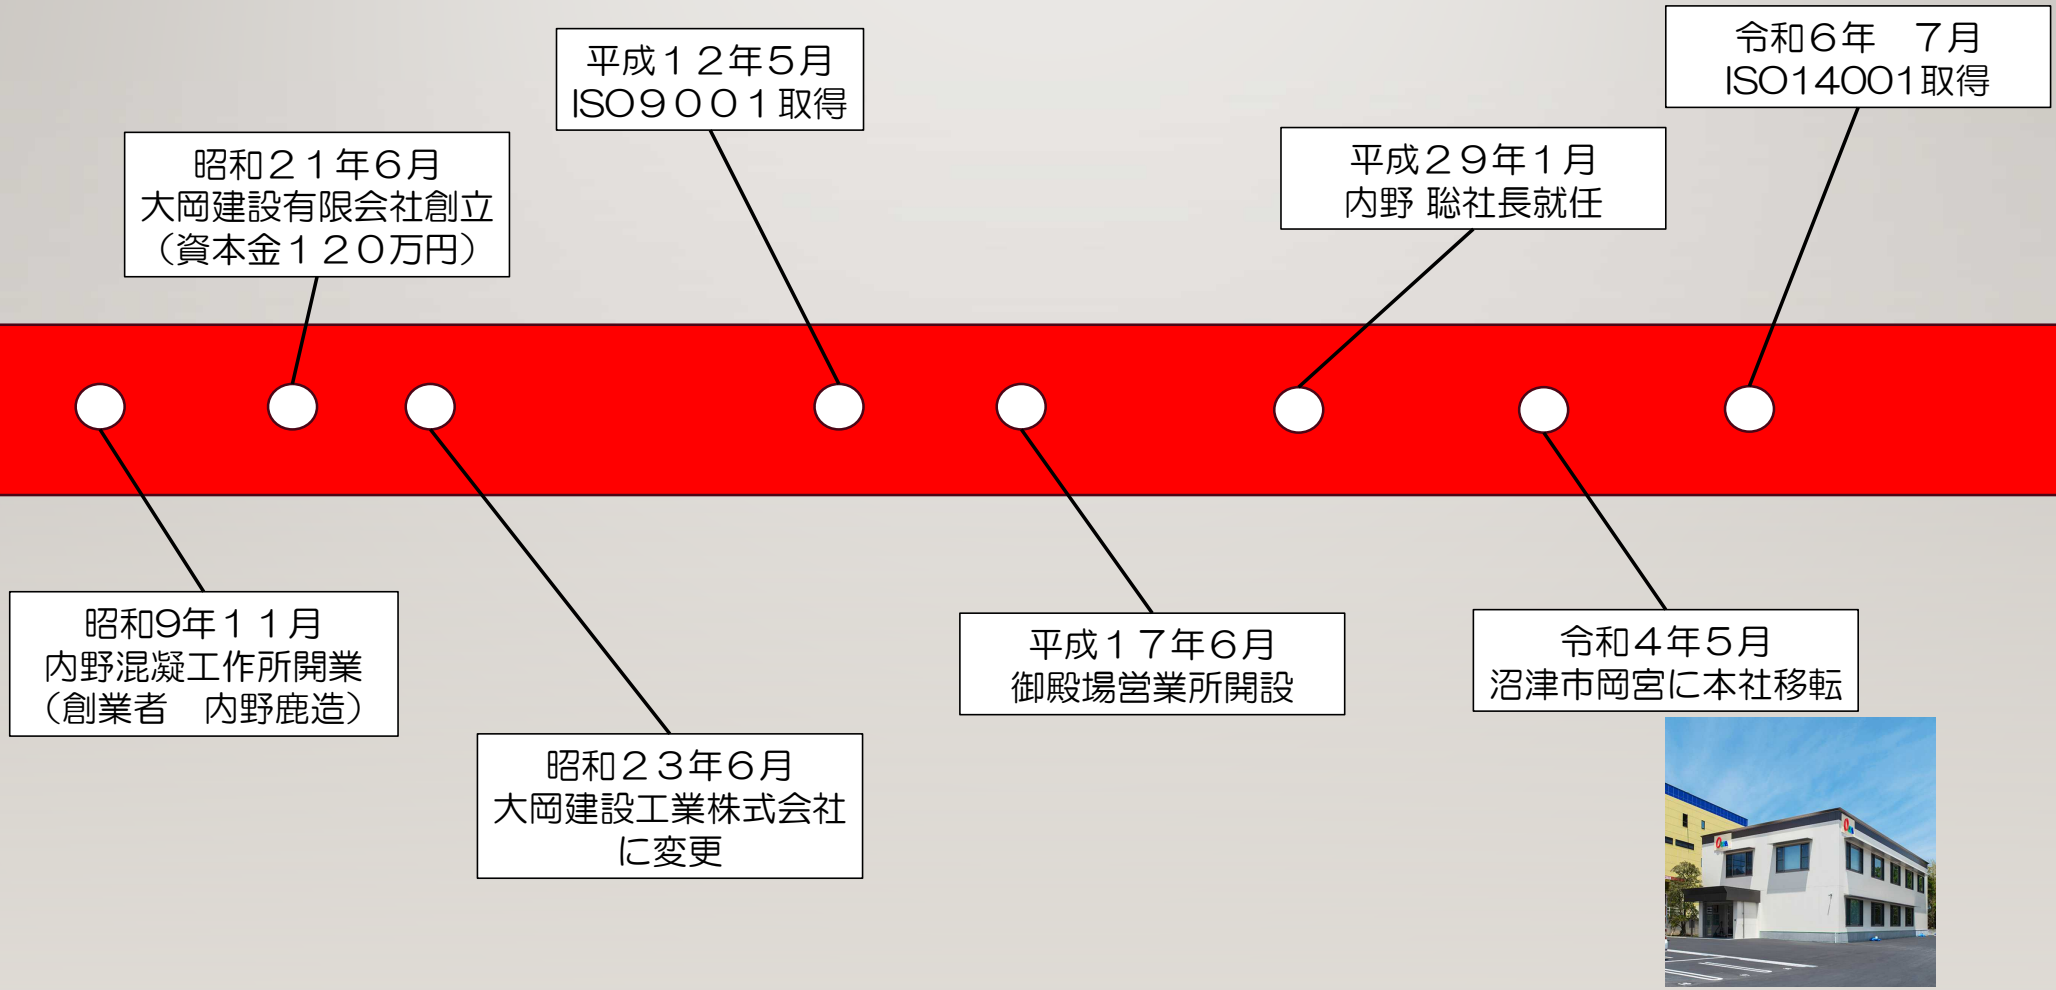 昭和9年１１月
内野混凝工作所開業
（創業者　内野鹿造）
昭和２１年６月
大岡建設有限会社創立
（資本金１２０万円）
昭和２３年６月
大岡建設工業株式会社
に変更
平成１２年５月
ISO９００１取得
平成１７年６月
御殿場営業所開設
平成２９年１月
内野 聡社長就任
令和４年５月
沼津市岡宮に本社移転
令和６年　７月
ISO14001取得